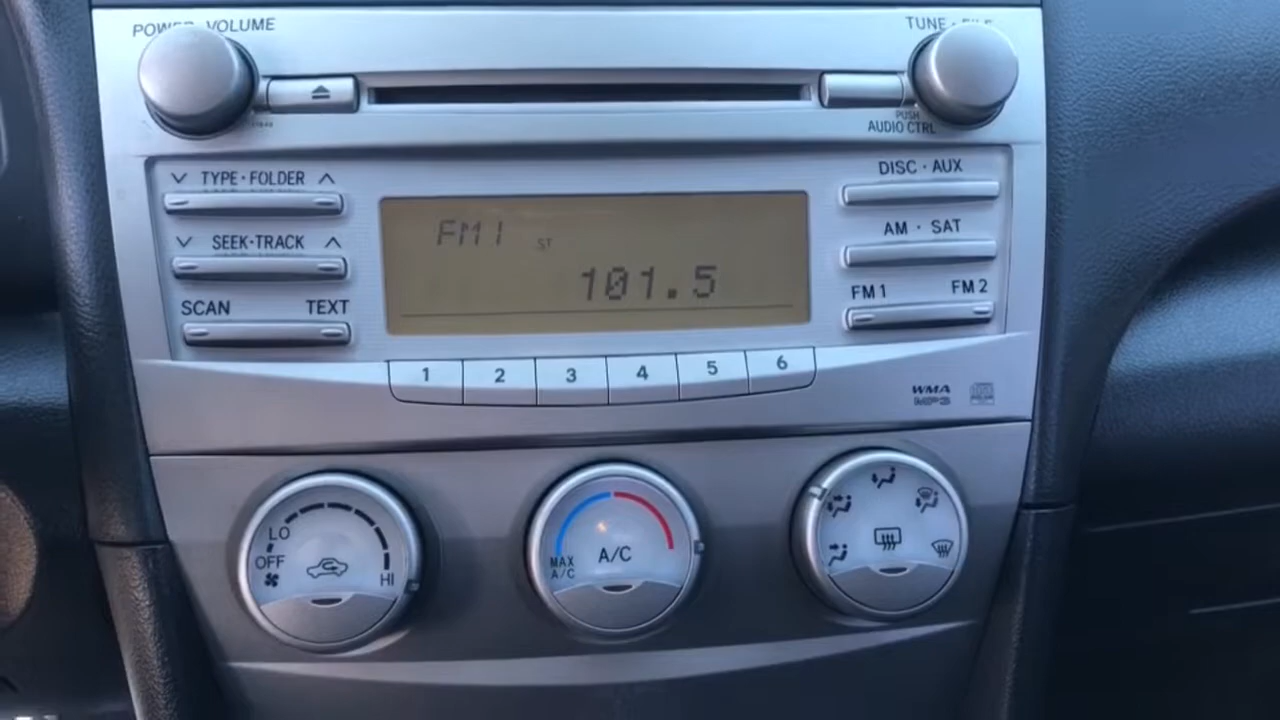 POWER · VOLUME
TUNE · FILE
PUSH
AUDIO CTRL
TYPE·FOLDER
DISC · AUX
SEEK·TRACK
AM · SAT
SCAN TEXT
FM1 FM2
FM1
ST
101.5
1 2 3 4 5 6
WMA
MP3
LO
OFF
HI
A/C
MAX
A/C